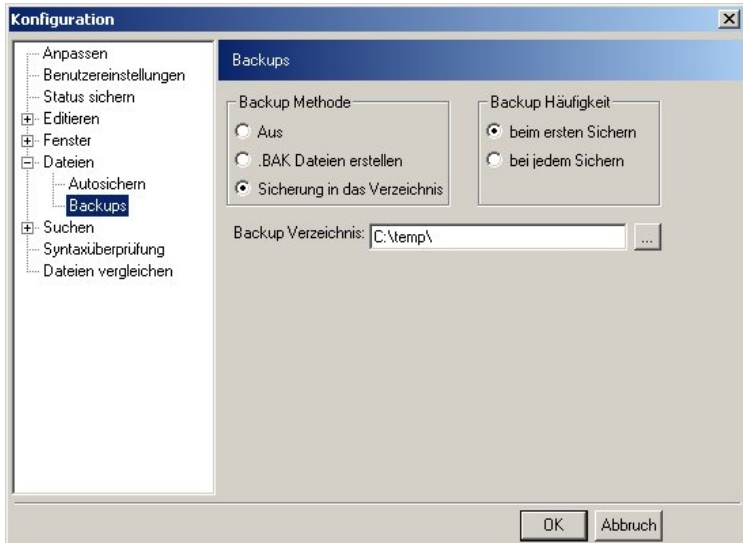 Konfiguration
Anpassen
Benutzereinstellungen
Status sichern
Editieren
Fenster
Dateien
Autosichern
Backups
Suchen
Syntaxüberprüfung
Dateien vergleichen
Backups
Backup Methode
Aus
.BAK Dateien erstellen
Sicherung in das Verzeichnis
Backup Häufigkeit
beim ersten Sichern
bei jedem Sichern
Backup Verzeichnis: C:\temp\ ...
OK Abbruch